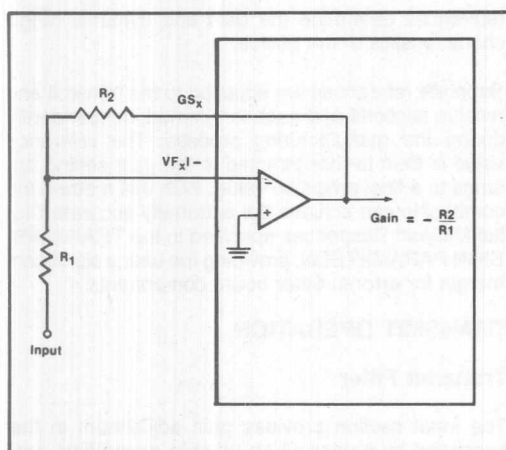 R2
GSx
VFxI–
–
+
Gain = – R2/R1
R1
Input